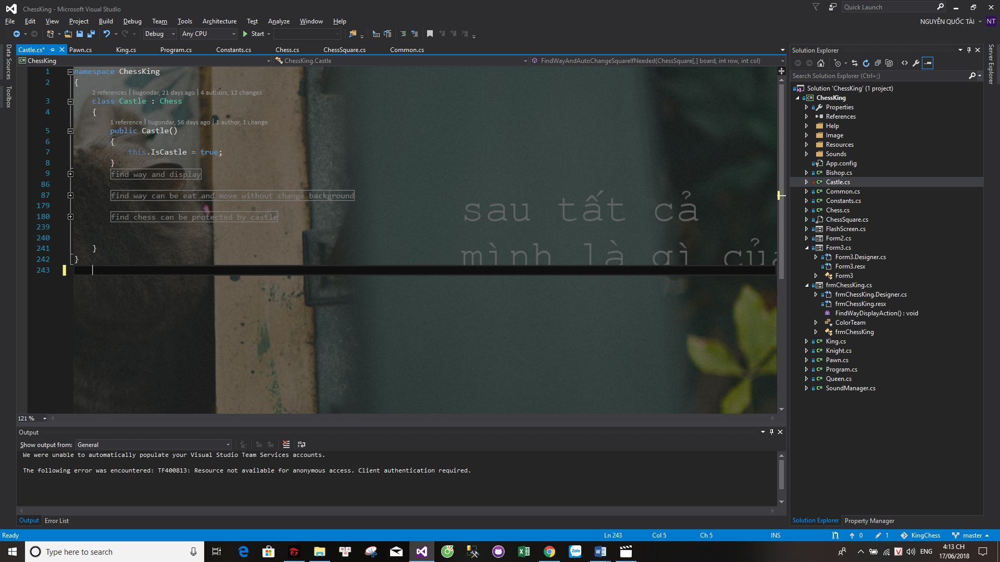 ChessKing - Microsoft Visual Studio
Quick Launch
File Edit View Project Build Debug Team Tools Architecture Test Analyze Window Help
NGUYỄN QUỐC TÀI NT
Debug Any CPU Start
Data Sources
Toolbox
Castle.cs* Pawn.cs King.cs Program.cs Constants.cs Chess.cs ChessSquare.cs Common.cs
ChessKing ChessKing.Castle FindWayAndAutoChangeSquareIfNeeded(ChessSquare[,] board, int row, int col)
1 namespace ChessKing
2 {
2 references | liugondar, 21 days ago | 4 authors, 12 changes
3 class Castle : Chess
4 {
1 reference | liugondar, 56 days ago | 1 author, 1 change
5 public Castle()
6 {
7 this.IsCastle = true;
8 }
9 find way and display
86
87 find way can be eat and move without change background
179
180 find chess can be protected by castle
239
240
241 }
242 }
243
sau tất cả
mình là gì của
121 %
Output
Show output from: General
We were unable to automatically populate your Visual Studio Team Services accounts.
The following error was encountered: TF400813: Resource not available for anonymous access. Client authentication required.
Output Error List
Solution Explorer
Search Solution Explorer (Ctrl+;)
Solution 'ChessKing' (1 project)
C# ChessKing
Properties
References
Help
Image
Resources
Sounds
App.config
C# Bishop.cs
C# Castle.cs
C# Common.cs
C# Constants.cs
C# Chess.cs
ChessSquare.cs
FlashScreen.cs
Form2.cs
Form3.cs
Form3.Designer.cs
Form3.resx
Form3
frmChessKing.cs
frmChessKing.Designer.cs
frmChessKing.resx
FindWayDisplayAction() : void
ColorTeam
frmChessKing
C# King.cs
C# Knight.cs
C# Pawn.cs
C# Program.cs
C# Queen.cs
C# SoundManager.cs
Solution Explorer Property Manager
Server Explorer
Ready Ln 243 Col 5 Ch 5 INS 0 1 KingChess master
Type here to search
Zalo
V ENG
4:13 CH
17/06/2018